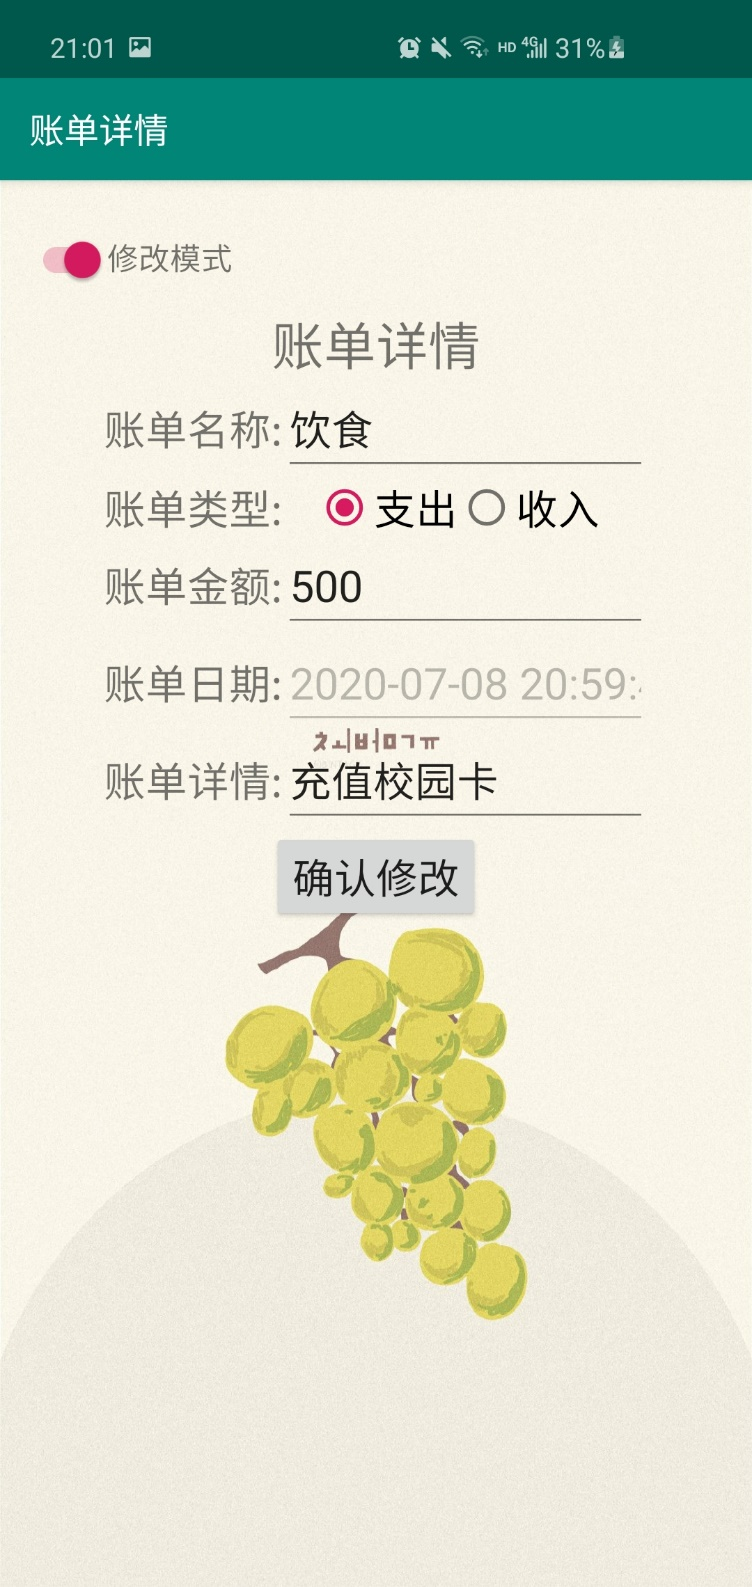 21:01 HD 4G 31%
账单详情
修改模式
账单详情
账单名称: 饮食
账单类型: 支出 收入
账单金额: 500
账单日期: 2020-07-08 20:59:
账单详情: 充值校园卡
确认修改